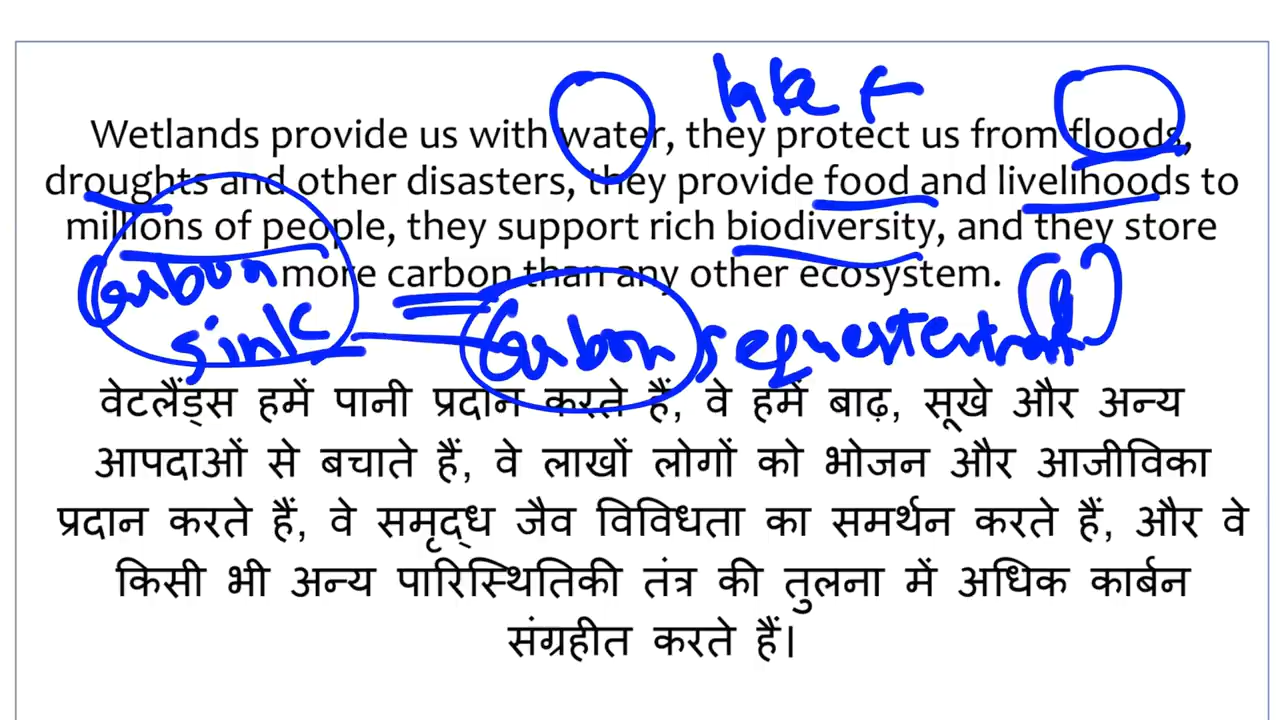 lake
Wetlands provide us with water, they protect us from floods,
droughts and other disasters, they provide food and livelihoods to
millions of people, they support rich biodiversity, and they store
more carbon than any other ecosystem.
Carbon
sink
Carbon
वेटलैंड्स हमें पानी प्रदान करते हैं, वे हमें बाढ़, सूखे और अन्य
आपदाओं से बचाते हैं, वे लाखों लोगों को भोजन और आजीविका
प्रदान करते हैं, वे समृद्ध जैव विविधता का समर्थन करते हैं, और वे
किसी भी अन्य पारिस्थितिकी तंत्र की तुलना में अधिक कार्बन
संग्रहीत करते हैं।